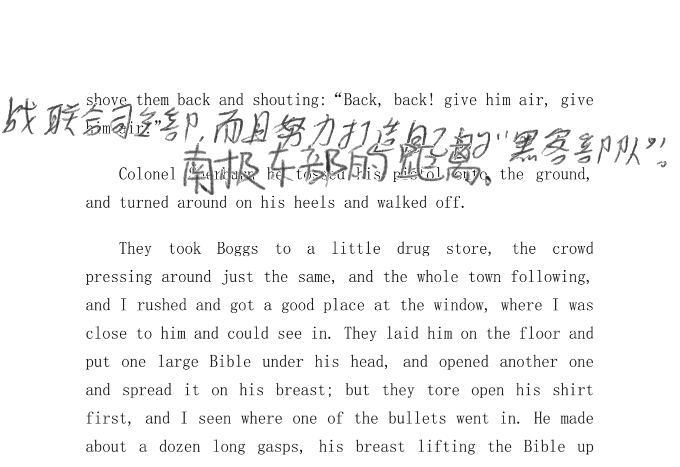 shove them back and shouting: “Back, back! give him air, give
战联合司令部,而且努力打造自己的"黑客部队"。
him air!”
Colonel Sherburn he tossed his pistol onto the ground,
南极东部的距离。
and turned around on his heels and walked off.
They took Boggs to a little drug store, the crowd
pressing around just the same, and the whole town following,
and I rushed and got a good place at the window, where I was
close to him and could see in. They laid him on the floor and
put one large Bible under his head, and opened another one
and spread it on his breast; but they tore open his shirt
first, and I seen where one of the bullets went in. He made
about a dozen long gasps, his breast lifting the Bible up